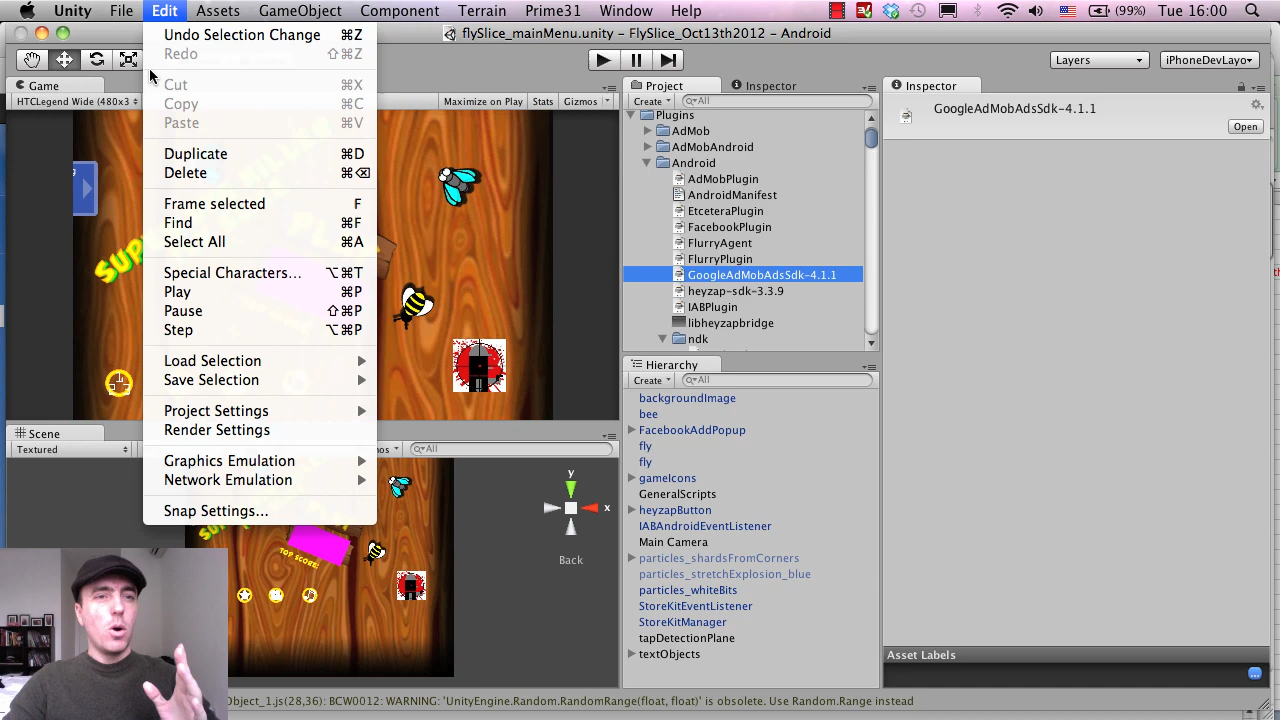 Unity File Edit Assets GameObject Component Terrain Prime31 Window Help (99%) Tue 16:00
flySlice_mainMenu.unity - FlySlice_Oct13th2012 - Android
Layers iPhoneDevLayo
Game
HTCLegend Wide (480x3 Maximize on Play Stats Gizmos
Undo Selection Change ⌘Z
Redo ⇧⌘Z
Cut ⌘X
Copy ⌘C
Paste ⌘V
Duplicate ⌘D
Delete ⌘⌫
Frame selected F
Find ⌘F
Select All ⌘A
Special Characters... ⌥⌘T
Play ⌘P
Pause ⇧⌘P
Step ⌥⌘P
Load Selection
Save Selection
Project Settings
Render Settings
Graphics Emulation
Network Emulation
Snap Settings...
SUP
Scene
Textured mos All
TOP SCORE:
y
x
Back
Project Inspector
Create All
Plugins
AdMob
AdMobAndroid
Android
AdMobPlugin
AndroidManifest
EtceteraPlugin
FacebookPlugin
FlurryAgent
FlurryPlugin
GoogleAdMobAdsSdk-4.1.1
heyzap-sdk-3.3.9
IABPlugin
libheyzapbridge
ndk
Hierarchy
Create All
backgroundImage
bee
FacebookAddPopup
fly
fly
gameIcons
GeneralScripts
heyzapButton
IABAndroidEventListener
Main Camera
particles_shardsFromCorners
particles_stretchExplosion_blue
particles_whiteBits
StoreKitEventListener
StoreKitManager
tapDetectionPlane
textObjects
Inspector
GoogleAdMobAdsSdk-4.1.1
Open
Asset Labels
Object_1.js(28,36): BCW0012: WARNING: 'UnityEngine.Random.RandomRange(float, float)' is obsolete. Use Random.Range instead